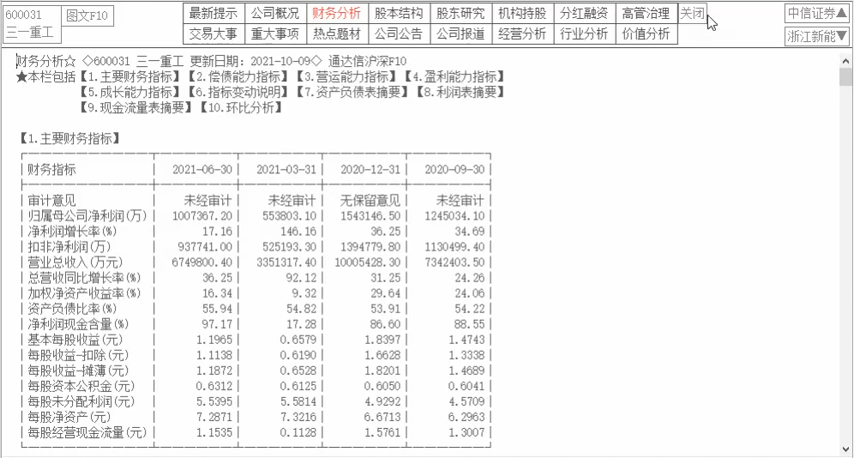 600031 图文F10 最新提示 公司概况 财务分析 股本结构 股东研究 机构持股 分红融资 高管治理 关闭 中信证券▲
三一重工 交易大事 重大事项 热点题材 公司公告 公司报道 经营分析 行业分析 价值分析 浙江新能▼
财务分析☆ ◇600031 三一重工 更新日期：2021-10-09◇ 通达信沪深F10
★本栏包括【1.主要财务指标】【2.偿债能力指标】【3.营运能力指标】【4.盈利能力指标】
【5.成长能力指标】【6.指标变动说明】【7.资产负债表摘要】【8.利润表摘要】
【9.现金流量表摘要】【10.环比分析】
【1.主要财务指标】
财务指标 2021-06-30 2021-03-31 2020-12-31 2020-09-30
审计意见 未经审计 未经审计 无保留意见 未经审计
归属母公司净利润(万) 1007367.20 553803.10 1543146.50 1245034.10
净利润增长率(%) 17.16 146.16 36.25 34.69
扣非净利润(万) 937741.00 525193.30 1394779.80 1130499.40
营业总收入(万元) 6749800.40 3351317.40 10005428.30 7342403.50
总营收同比增长率(%) 36.25 92.12 31.25 24.26
加权净资产收益率(%) 16.34 9.32 29.64 24.06
资产负债比率(%) 55.94 54.82 53.91 54.22
净利润现金含量(%) 97.17 17.28 86.60 88.55
基本每股收益(元) 1.1965 0.6579 1.8397 1.4743
每股收益-扣除(元) 1.1138 0.6190 1.6628 1.3338
每股收益-摊薄(元) 1.1872 0.6528 1.8201 1.4689
每股资本公积金(元) 0.6312 0.6125 0.6050 0.6041
每股未分配利润(元) 5.5395 5.5814 4.9292 4.5709
每股净资产(元) 7.2871 7.3216 6.6713 6.2963
每股经营现金流量(元) 1.1535 0.1128 1.5761 1.3007